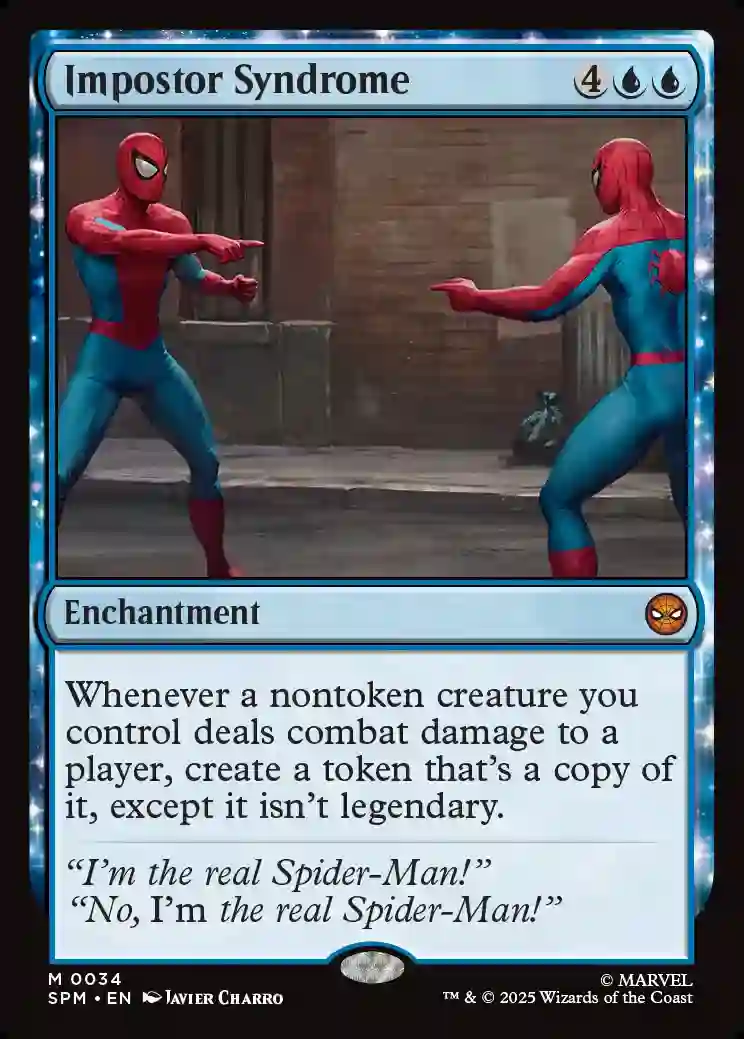 Impostor Syndrome 4
Enchantment
Whenever a nontoken creature you
control deals combat damage to a
player, create a token that's a copy of
it, except it isn't legendary.
“I'm the real Spider-Man!”
“No, I'm the real Spider-Man!”
M 0034
SPM • EN Javier Charro
© MARVEL
™ & © 2025 Wizards of the Coast